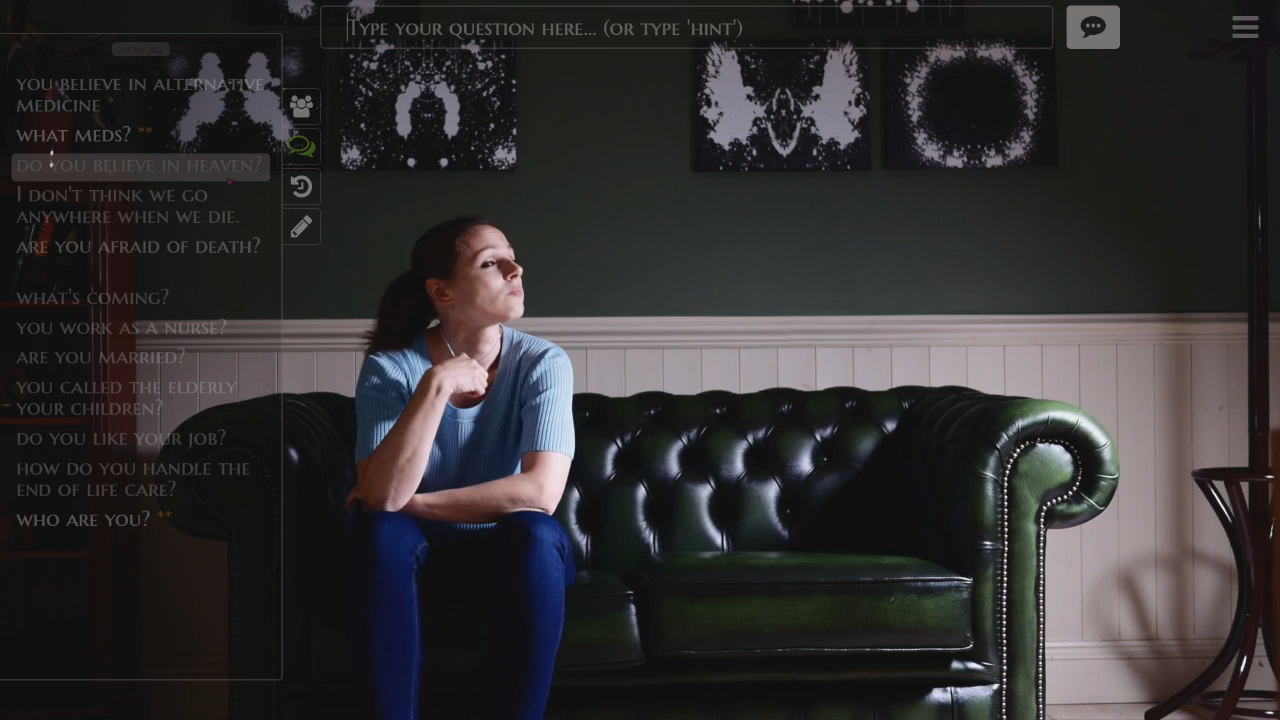 Type your question here... (or type 'hint')
Show all
you believe in alternative
medicine *
what meds? **
do you believe in heaven?
I don't think we go
anywhere when we die.
are you afraid of death?
*
what's coming?
you work as a nurse?
are you married?
you called the elderly
your children?
do you like your job?
how do you handle the
end of life care?
who are you? **